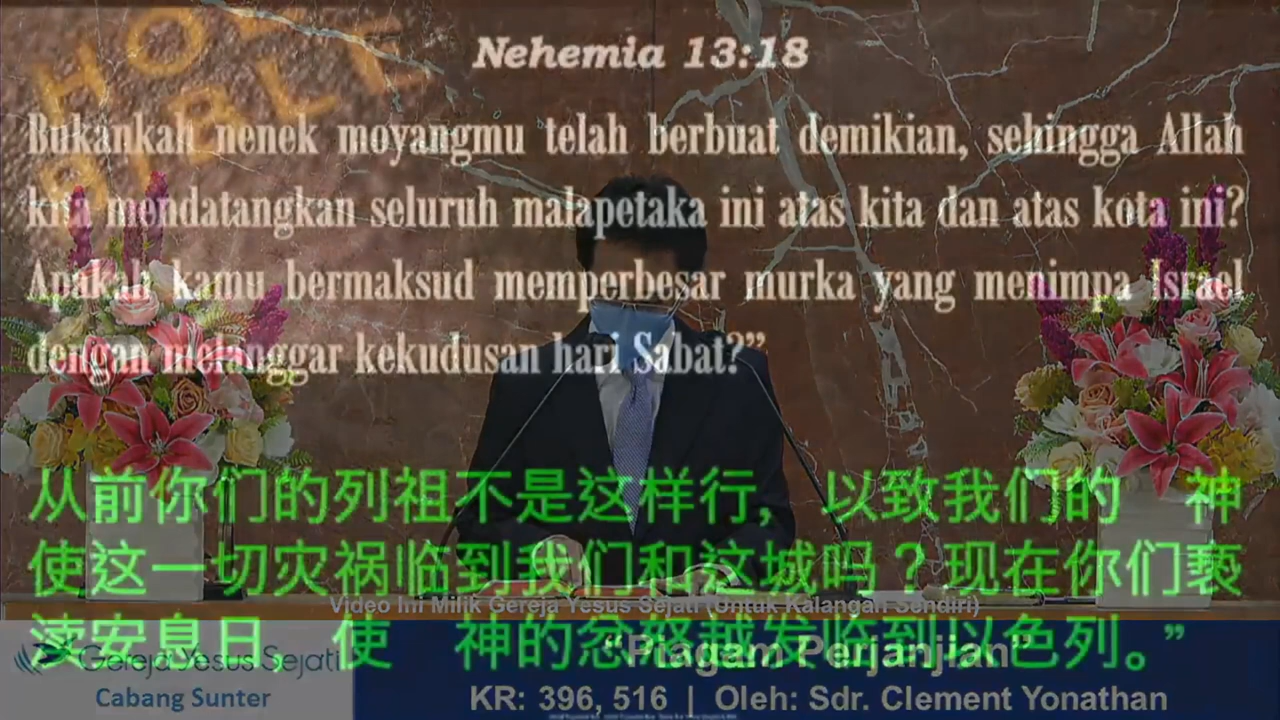 HOLY
BIBLE
Nehemia 13:18
Bukankah nenek moyangmu telah berbuat demikian, sehingga Allah
kita mendatangkan seluruh malapetaka ini atas kita dan atas kota ini?
Apakah kamu bermaksud memperbesar murka yang menimpa Israel
dengan melanggar kekudusan hari Sabat?”
从前你们的列祖不是这样行，以致我们的 神
使这一切灾祸临到我们和这城吗？现在你们亵
渎安息日，使 神的忿怒越发临到以色列。”
Video Ini Milik Gereja Yesus Sejati (Untuk Kalangan Sendiri)
Gereja Yesus Sejati
Cabang Sunter
“Piagam Perjanjian”
KR: 396, 516 | Oleh: Sdr. Clement Yonathan